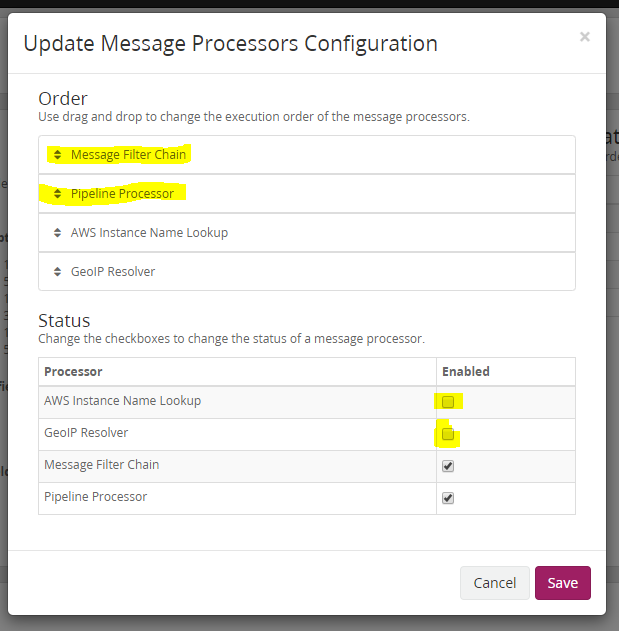 Update Message Processors Configuration
×
Order
Use drag and drop to change the execution order of the message processors.
Message Filter Chain
Pipeline Processor
AWS Instance Name Lookup
GeoIP Resolver
Status
Change the checkboxes to change the status of a message processor.
Processor Enabled
AWS Instance Name Lookup
GeoIP Resolver
Message Filter Chain
Pipeline Processor
Cancel Save